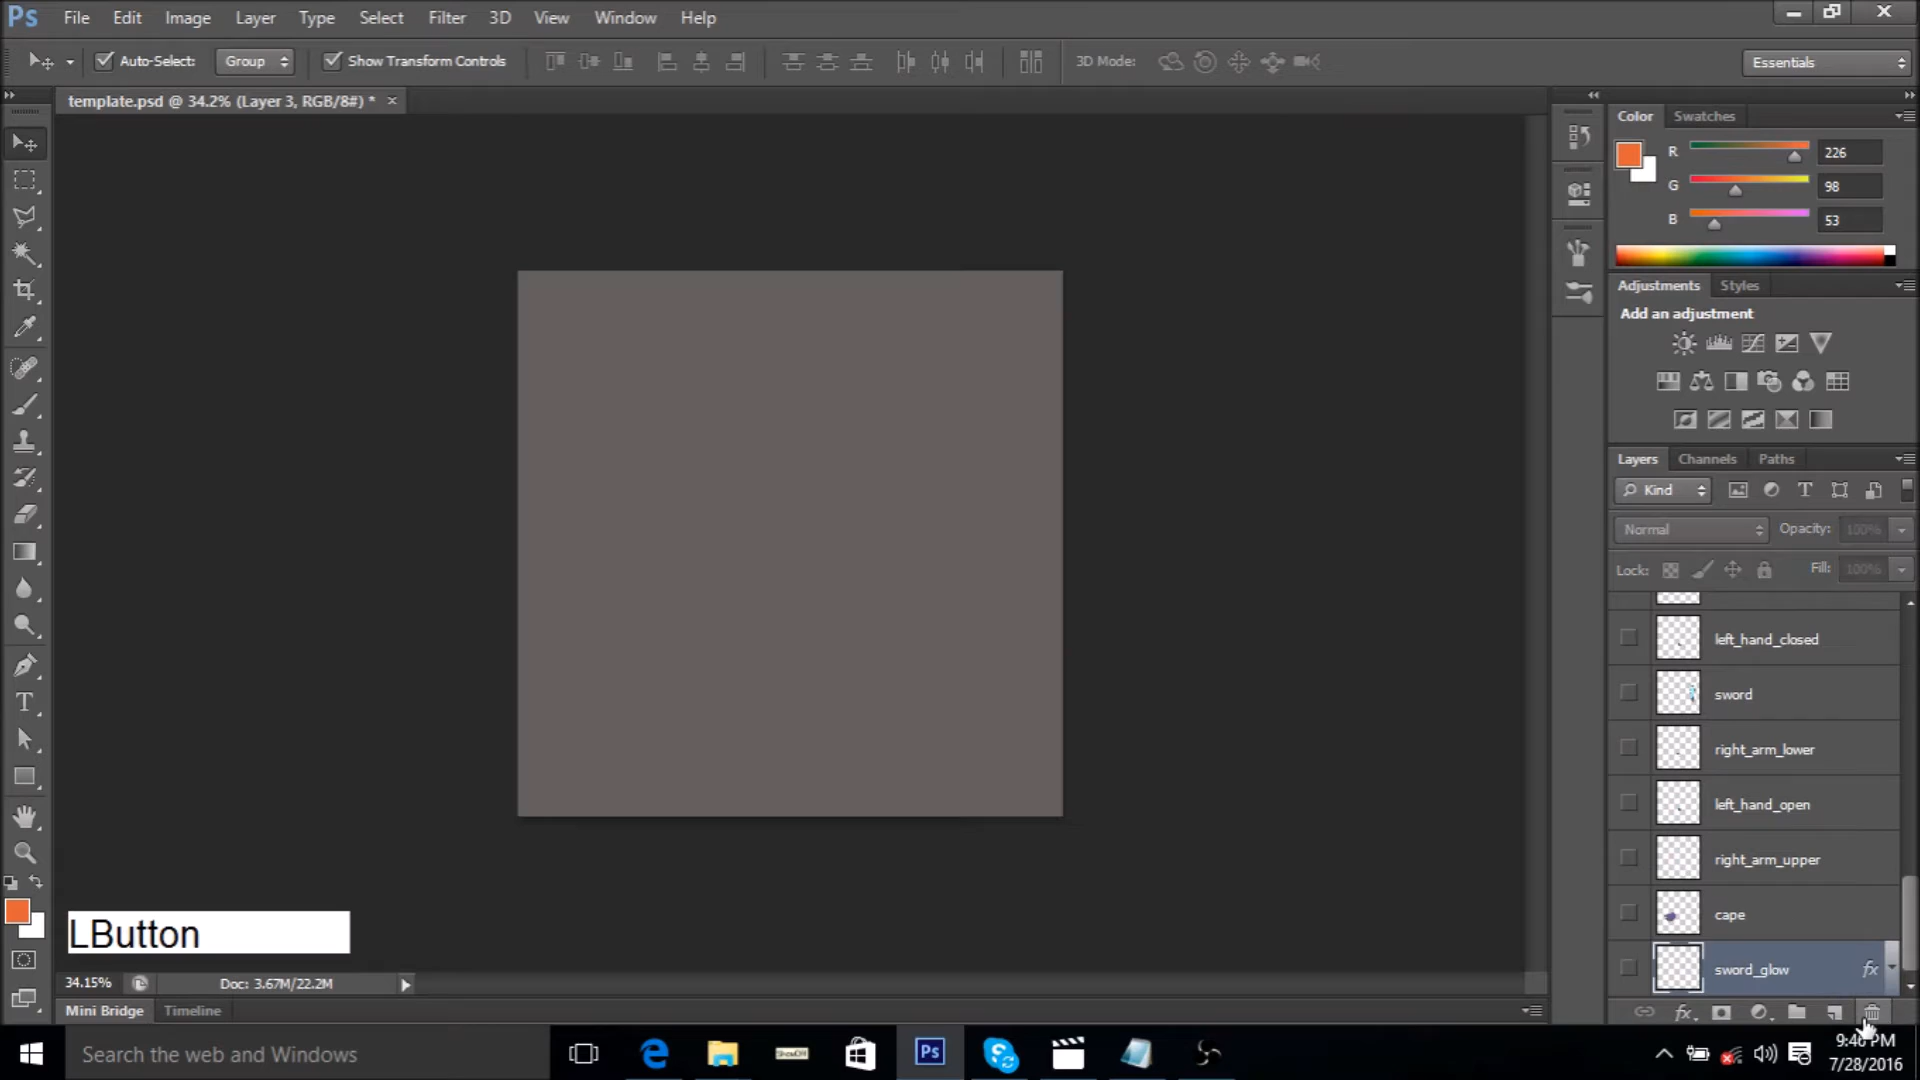 Ps File Edit Image Layer Type Select Filter 3D View Window Help
Auto-Select: Group Show Transform Controls 3D Mode: Essentials
template.psd @ 34.2% (Layer 3, RGB/8#) * ×
Color Swatches
R 226
G 98
B 53
Adjustments Styles
Add an adjustment
Layers Channels Paths
Kind
Normal Opacity: 100%
Lock: Fill: 100%
left_hand_closed
sword
right_arm_lower
left_hand_open
right_arm_upper
cape
sword_glow fx
LButton
34.15% Doc: 3.67M/22.2M
Mini Bridge Timeline
Search the web and Windows
9:46 PM
7/28/2016